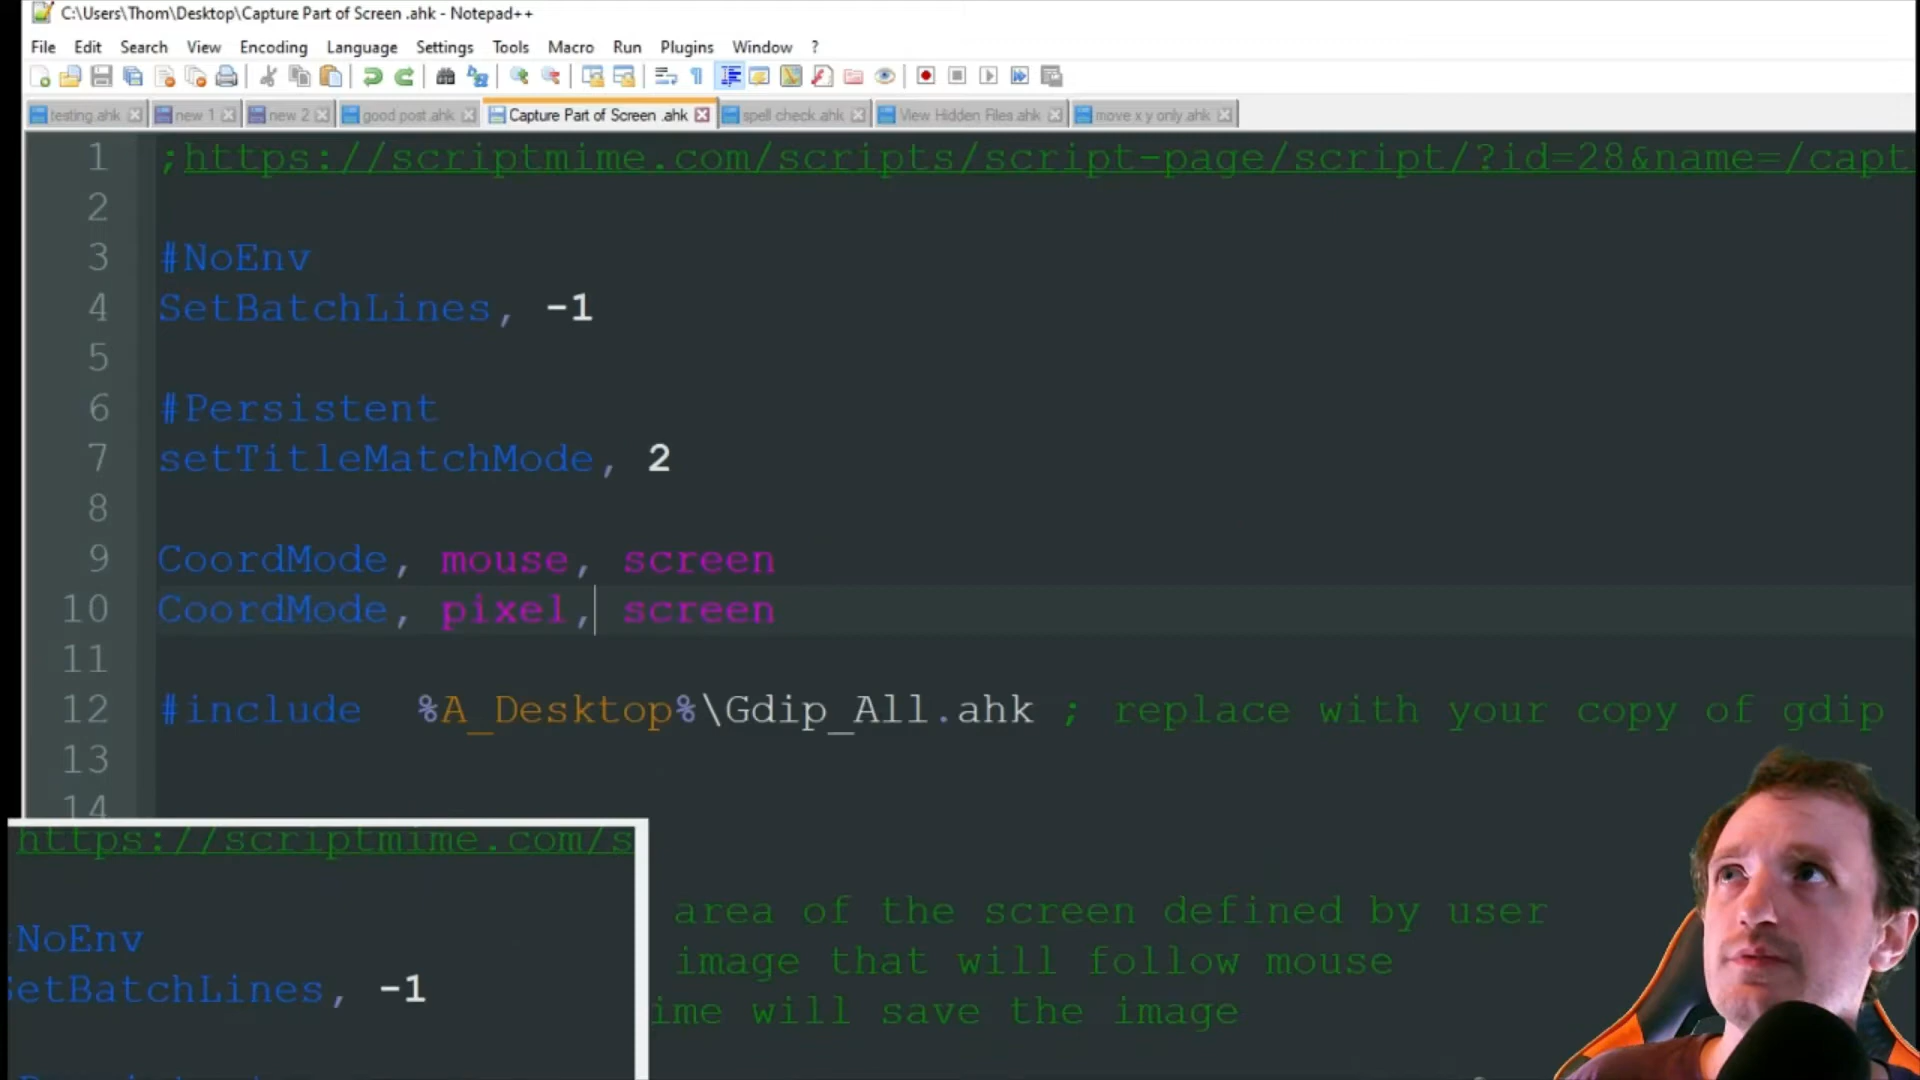 C:\Users\Thom\Desktop\Capture Part of Screen .ahk - Notepad++
File Edit Search View Encoding Language Settings Tools Macro Run Plugins Window ?
testing.ahk new 1 new 2 good post.ahk Capture Part of Screen .ahk spell check.ahk View Hidden Files.ahk move x y only.ahk
1 ;https://scriptmime.com/scripts/script-page/script/?id=28&name=/capt
2
3 #NoEnv
4 SetBatchLines, -1
5
6 #Persistent
7 setTitleMatchMode, 2
8
9 CoordMode, mouse, screen
10 CoordMode, pixel, screen
11
12 #include %A_Desktop%\Gdip_All.ahk ; replace with your copy of gdip
13
14
https://scriptmime.com/s
NoEnv
SetBatchLines, -1
area of the screen defined by user
image that will follow mouse
ime will save the image